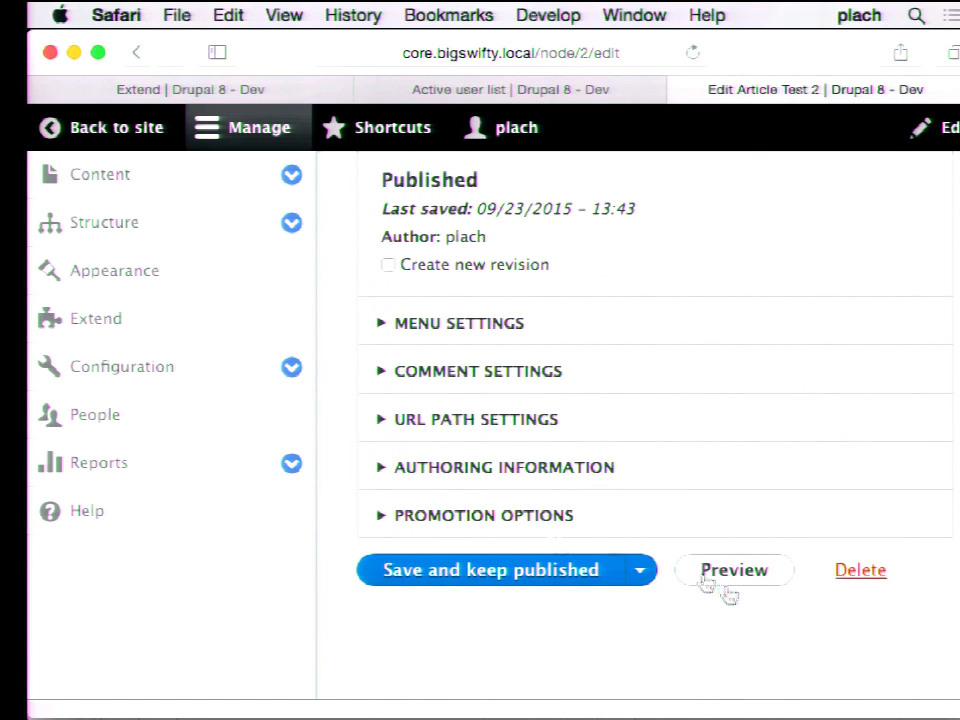 Safari File Edit View History Bookmarks Develop Window Help plach
core.bigswifty.local/node/2/edit
Extend | Drupal 8 - Dev Active user list | Drupal 8 - Dev Edit Article Test 2 | Drupal 8 - Dev
Back to site Manage Shortcuts plach Ed
Content
Structure
Appearance
Extend
Configuration
People
Reports
Help
Published
Last saved: 09/23/2015 - 13:43
Author: plach
Create new revision
MENU SETTINGS
COMMENT SETTINGS
URL PATH SETTINGS
AUTHORING INFORMATION
PROMOTION OPTIONS
Save and keep published Preview Delete